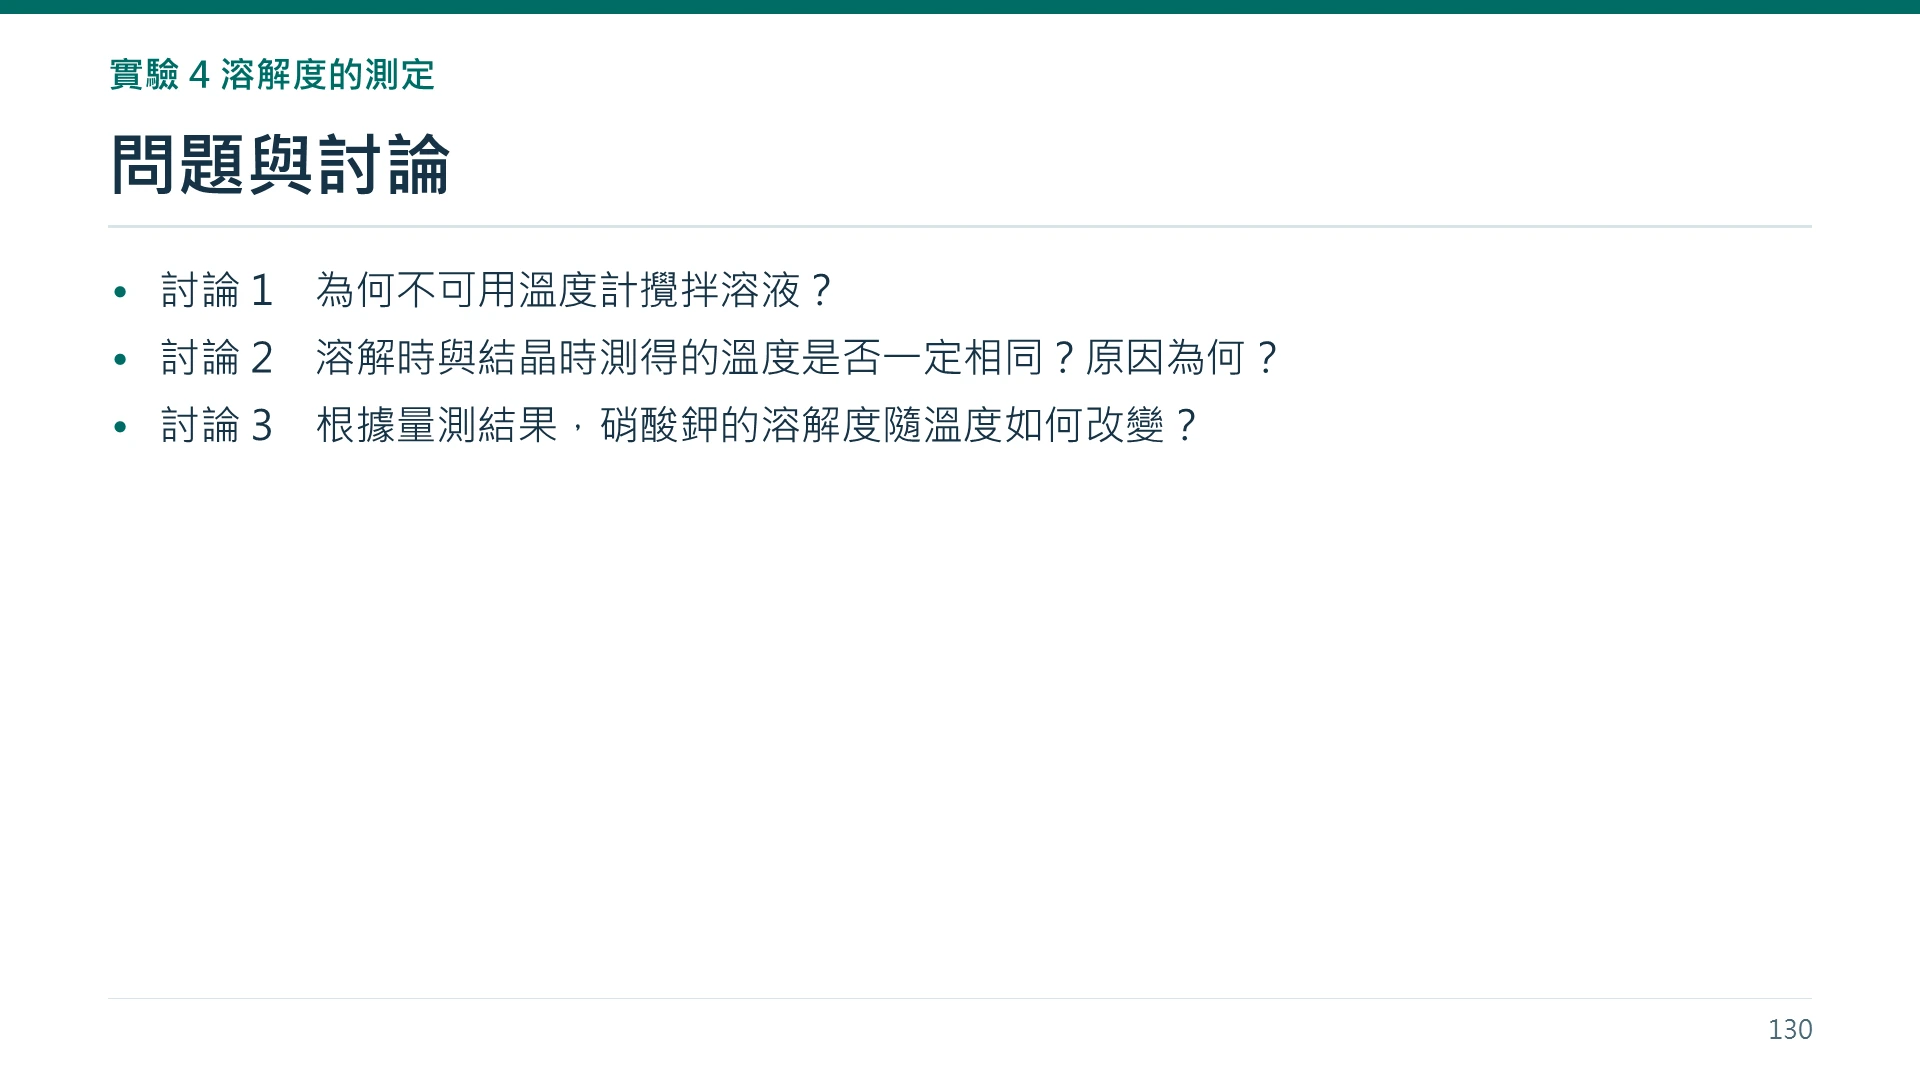 實驗 4 溶解度的測定
問題與討論
• 討論 1　為何不可用溫度計攪拌溶液？
• 討論 2　溶解時與結晶時測得的溫度是否一定相同？原因為何？
• 討論 3　根據量測結果，硝酸鉀的溶解度隨溫度如何改變？
130